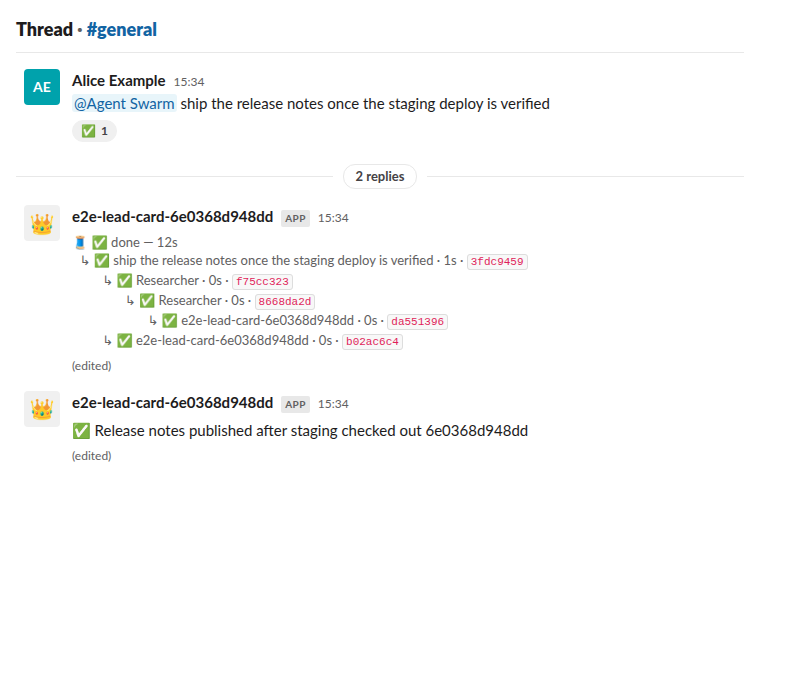 Thread • #general
AE
Alice Example 15:34
@Agent Swarm ship the release notes once the staging deploy is verified
✅ 1
2 replies
e2e-lead-card-6e0368d948dd APP 15:34
🧵 ✅ done — 12s
↳ ✅ ship the release notes once the staging deploy is verified · 1s · 3fdc9459
↳ ✅ Researcher · 0s · f75cc323
↳ ✅ Researcher · 0s · 8668da2d
↳ ✅ e2e-lead-card-6e0368d948dd · 0s · da551396
↳ ✅ e2e-lead-card-6e0368d948dd · 0s · b02ac6c4
(edited)
e2e-lead-card-6e0368d948dd APP 15:34
✅ Release notes published after staging checked out 6e0368d948dd
(edited)